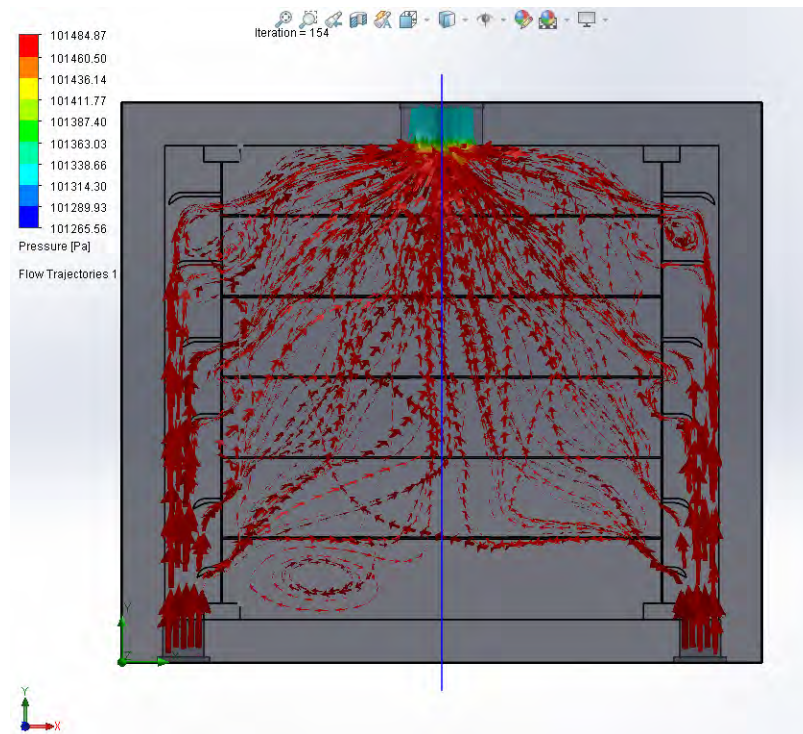 Iteration = 154
101484.87
101460.50
101436.14
101411.77
101387.40
101363.03
101338.66
101314.30
101289.93
101265.56
Pressure [Pa]
Flow Trajectories 1
Y
Z
Y
X